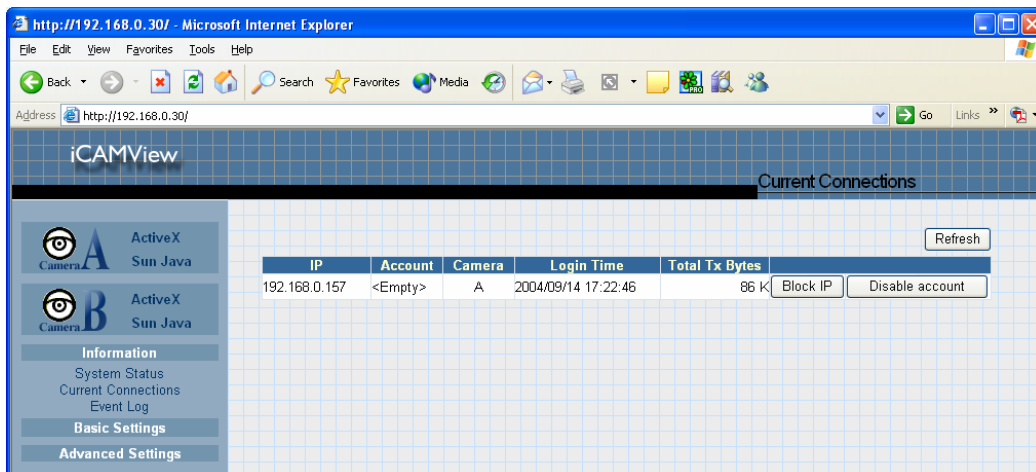 http://192.168.0.30/ - Microsoft Internet Explorer
File Edit View Favorites Tools Help
Back Search Favorites Media
Address http://192.168.0.30/ Go Links »
iCAMView
Current Connections
Camera A ActiveX
Sun Java
Camera B ActiveX
Sun Java
Information
System Status
Current Connections
Event Log
Basic Settings
Advanced Settings
Refresh
IP Account Camera Login Time Total Tx Bytes
192.168.0.157 <Empty> A 2004/09/14 17:22:46 86 K Block IP Disable account